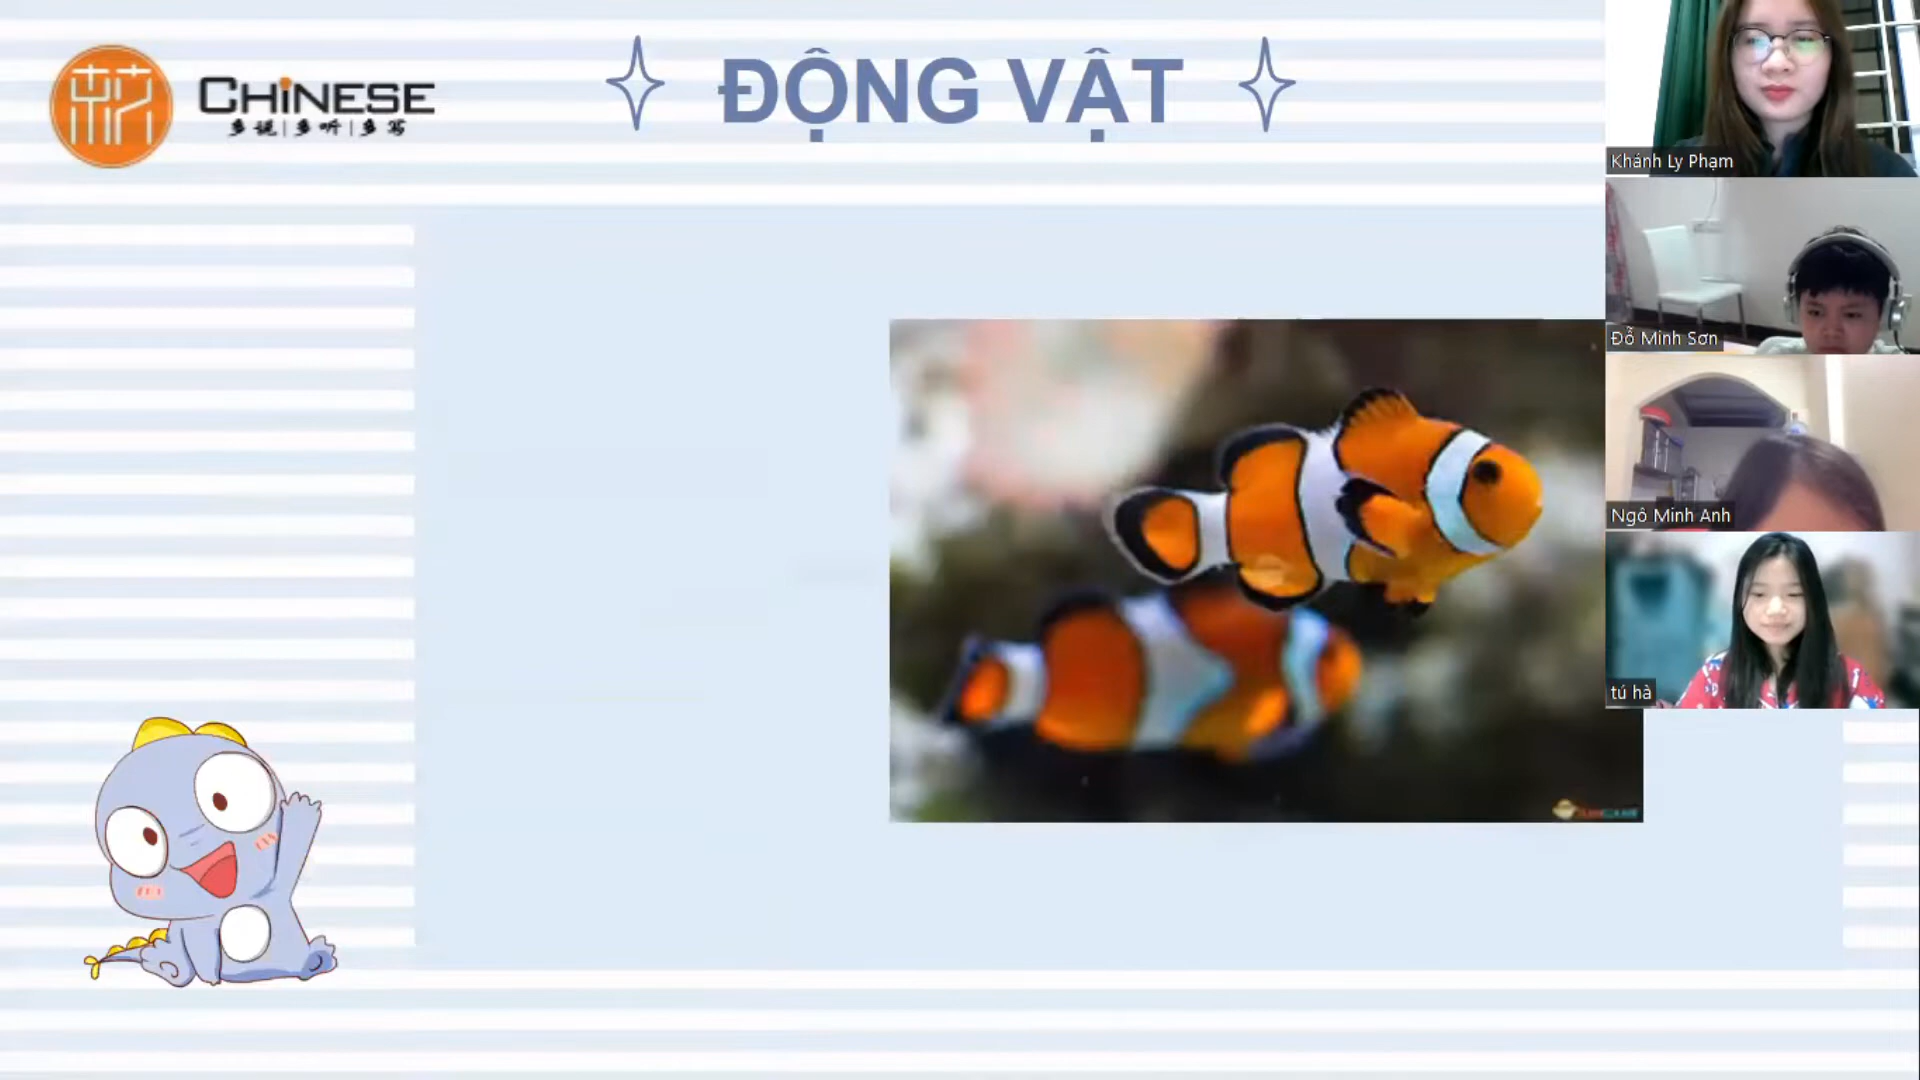 CHINESE
多说|多听|多写
ĐỘNG VẬT
Khánh Ly Phạm
Đỗ Minh Sơn
Ngô Minh Anh
tú hà